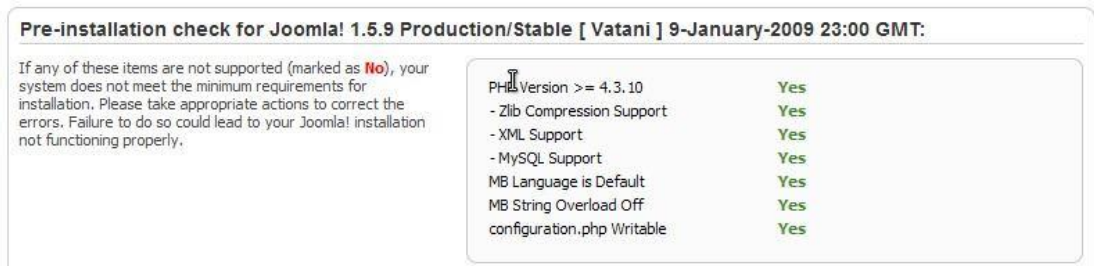 Pre-installation check for Joomla! 1.5.9 Production/Stable [ Vatani ] 9-January-2009 23:00 GMT:
If any of these items are not supported (marked as No), your
system does not meet the minimum requirements for
installation. Please take appropriate actions to correct the
errors. Failure to do so could lead to your Joomla! installation
not functioning properly.
PHP Version >= 4.3.10 Yes
- Zlib Compression Support Yes
- XML Support Yes
- MySQL Support Yes
MB Language is Default Yes
MB String Overload Off Yes
configuration.php Writable Yes